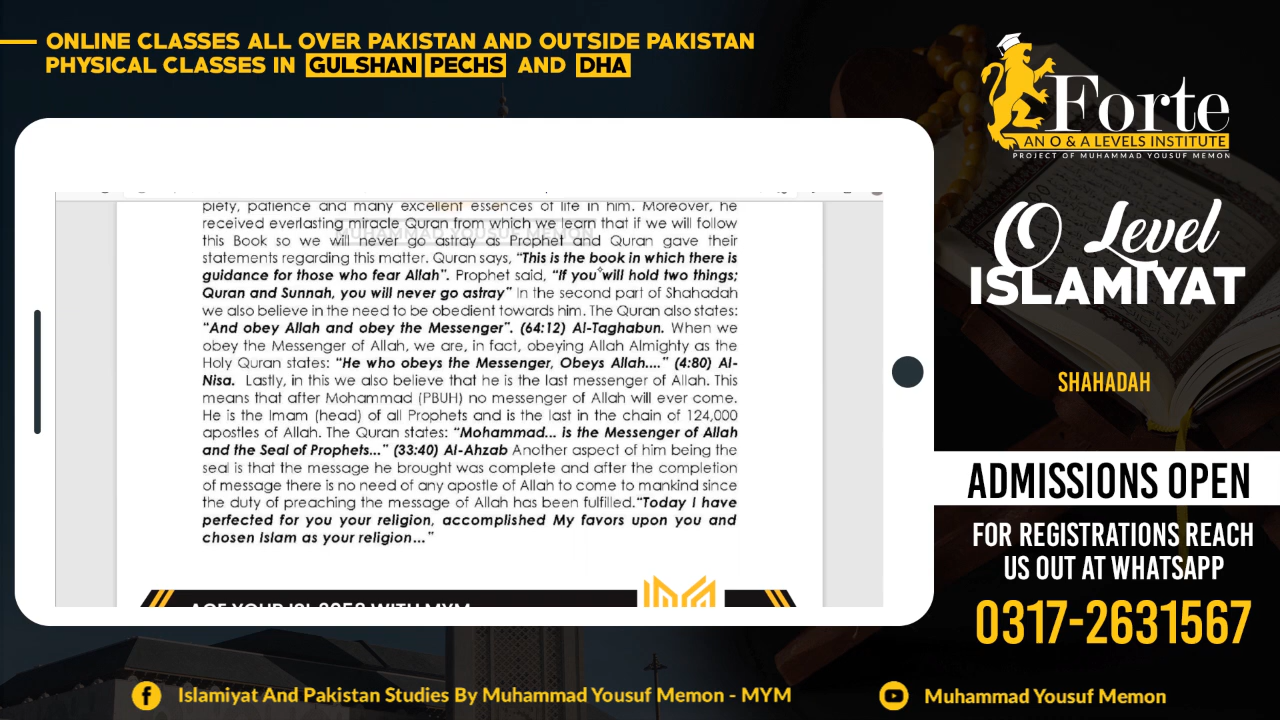 ONLINE CLASSES ALL OVER PAKISTAN AND OUTSIDE PAKISTAN
PHYSICAL CLASSES IN GULSHAN PECHS AND DHA
Forte
AN O & A LEVELS INSTITUTE
PROJECT OF MUHAMMAD YOUSUF MEMON
piety, patience and many excellent essences of life in him. Moreover, he
received everlasting miracle Quran from which we learn that if we will follow
MUHAMMAD YOUSUF MEMON
this Book so we will never go astray as Prophet and Quran gave their
statements regarding this matter. Quran says, "This is the book in which there is
guidance for those who fear Allah". Prophet said, "If you will hold two things;
Quran and Sunnah, you will never go astray" In the second part of Shahadah
we also believe in the need to be obedient towards him. The Quran also states:
"And obey Allah and obey the Messenger". (64:12) Al-Taghabun. When we
obey the Messenger of Allah, we are, in fact, obeying Allah Almighty as the
Holy Quran states: "He who obeys the Messenger, Obeys Allah...." (4:80) Al-
Nisa. Lastly, in this we also believe that he is the last messenger of Allah. This
means that after Mohammad (PBUH) no messenger of Allah will ever come.
He is the Imam (head) of all Prophets and is the last in the chain of 124,000
apostles of Allah. The Quran states: "Mohammad... is the Messenger of Allah
and the Seal of Prophets..." (33:40) Al-Ahzab Another aspect of him being the
seal is that the message he brought was complete and after the completion
of message there is no need of any apostle of Allah to come to mankind since
the duty of preaching the message of Allah has been fulfilled."Today I have
perfected for you your religion, accomplished My favors upon you and
chosen Islam as your religion..."
ACE YOUR ISL 2058 WITH MYM
O Level
ISLAMIYAT
SHAHADAH
ADMISSIONS OPEN
FOR REGISTRATIONS REACH
US OUT AT WHATSAPP
0317-2631567
Islamiyat And Pakistan Studies By Muhammad Yousuf Memon - MYM
Muhammad Yousuf Memon